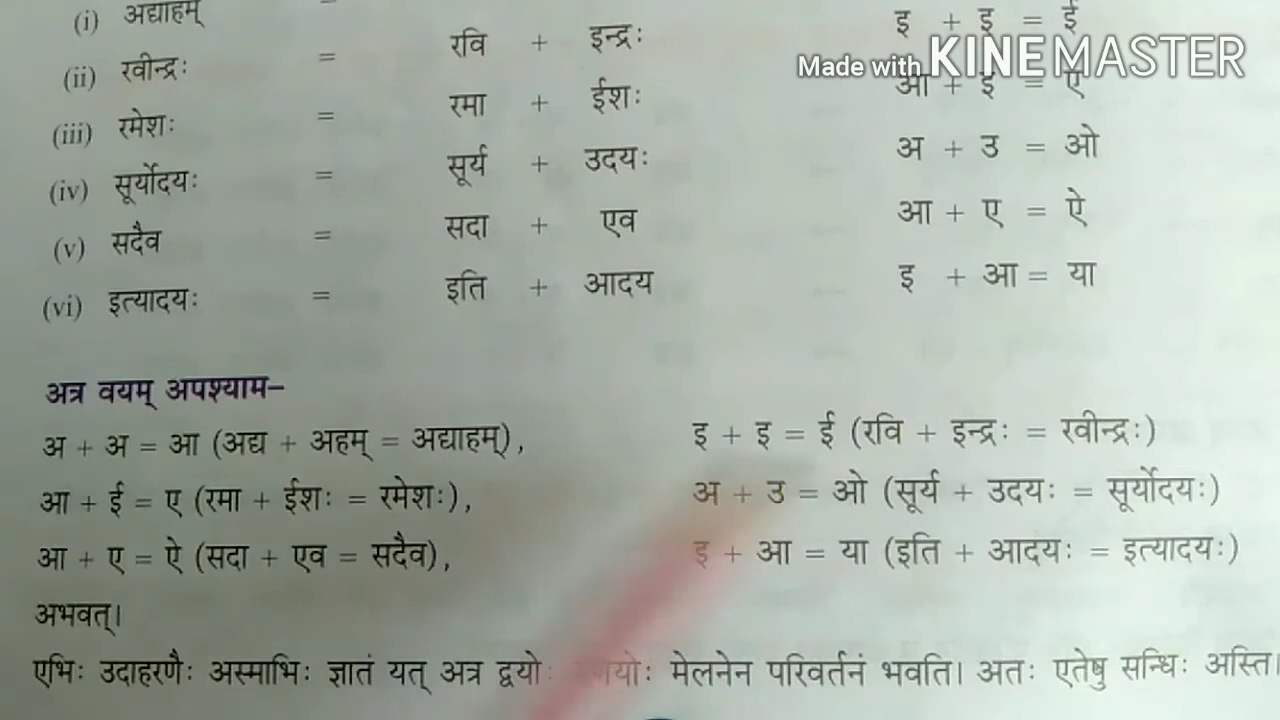 (i) अद्याहम् =
(ii) रवीन्द्रः = रवि + इन्द्रः इ + इ = ई
Made with KINEMASTER
(iii) रमेशः = रमा + ईशः आ + ई = ए
(iv) सूर्योदयः = सूर्य + उदयः अ + उ = ओ
(v) सदैव = सदा + एव आ + ए = ऐ
(vi) इत्यादयः = इति + आदय इ + आ = या
अत्र वयम् अपश्याम–
अ + अ = आ (अद्य + अहम् = अद्याहम्), इ + इ = ई (रवि + इन्द्रः = रवीन्द्रः)
आ + ई = ए (रमा + ईशः = रमेशः), अ + उ = ओ (सूर्य + उदयः = सूर्योदयः)
आ + ए = ऐ (सदा + एव = सदैव), इ + आ = या (इति + आदयः = इत्यादयः)
अभवत्।
एभिः उदाहरणैः अस्माभिः ज्ञातं यत् अत्र द्वयोः मेलनेन परिवर्तनं भवति। अतः एतेषु सन्धिः अस्ति।